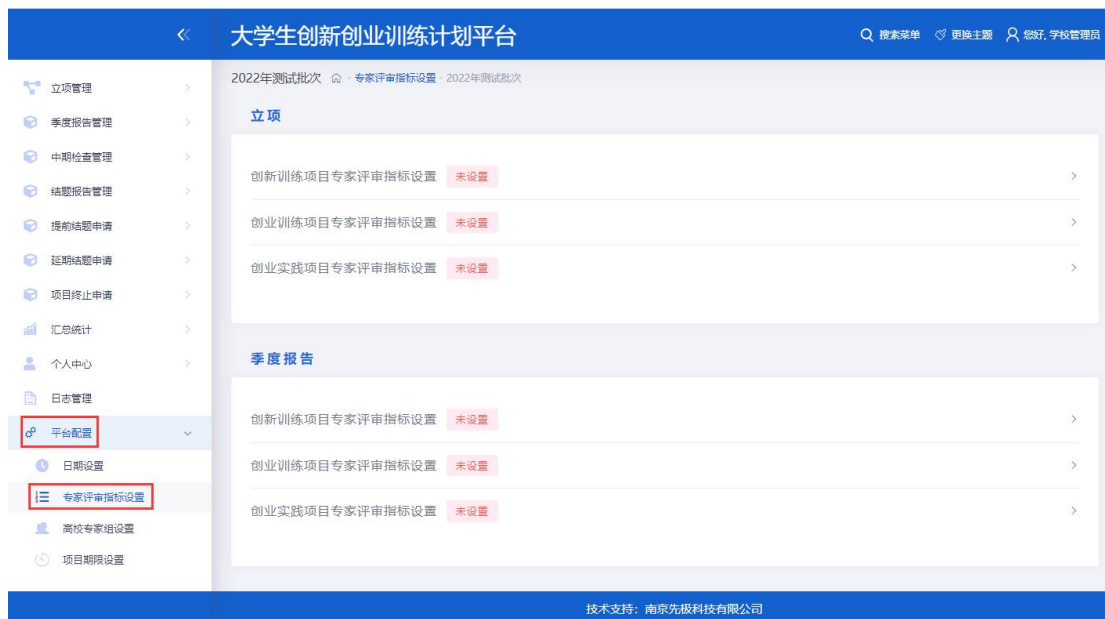 大学生创新创业训练计划平台
搜索菜单 更换主题 您好, 学校管理员
立项管理
季度报告管理
中期检查管理
结题报告管理
提前结题申请
延期结题申请
项目终止申请
汇总统计
个人中心
日志管理
平台配置
日期设置
专家评审指标设置
高校专家组设置
项目期限设置
2022年测试批次 · 专家评审指标设置 · 2022年测试批次
立项
创新训练项目专家评审指标设置 未设置
创业训练项目专家评审指标设置 未设置
创业实践项目专家评审指标设置 未设置
季度报告
创新训练项目专家评审指标设置 未设置
创业训练项目专家评审指标设置 未设置
创业实践项目专家评审指标设置 未设置
技术支持：南京先极科技有限公司